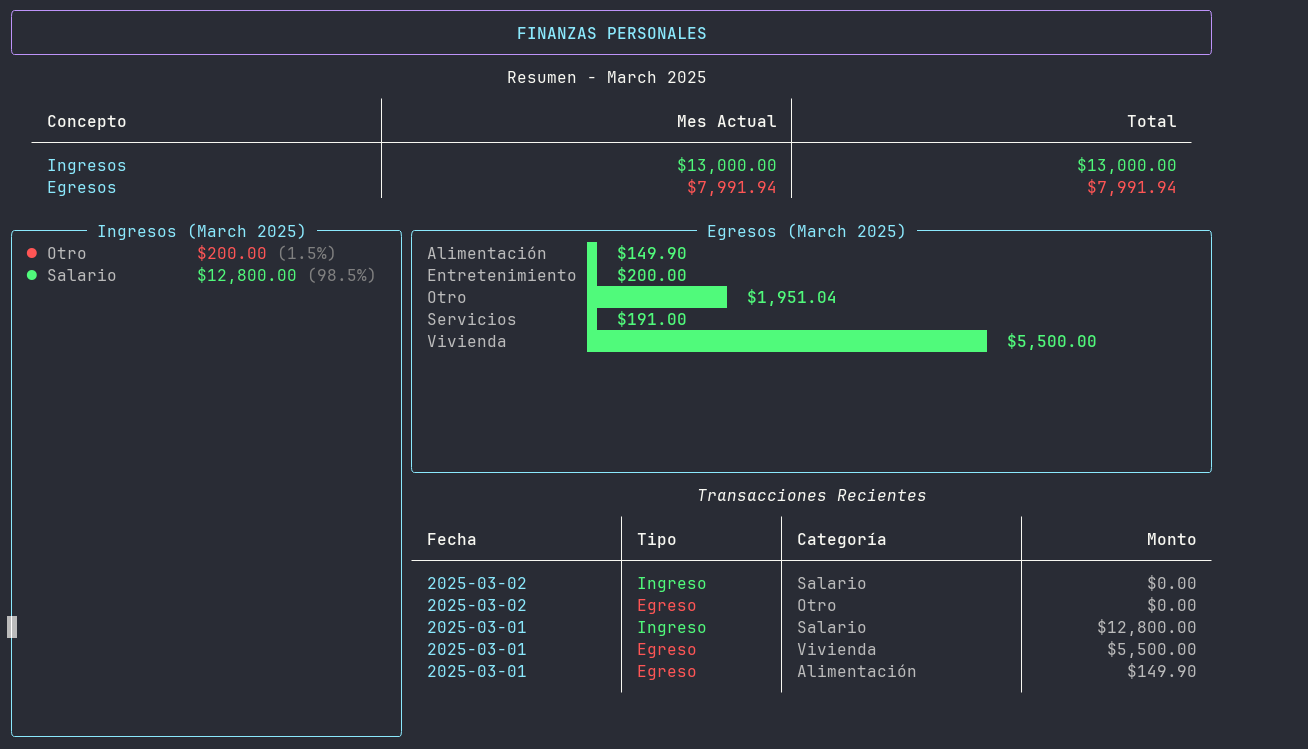 FINANZAS PERSONALES
Resumen - March 2025
Concepto Mes Actual Total
Ingresos $13,000.00 $13,000.00
Egresos $7,991.94 $7,991.94
Ingresos (March 2025)
Otro $200.00 (1.5%)
Salario $12,800.00 (98.5%)
Egresos (March 2025)
Alimentación $149.90
Entretenimiento $200.00
Otro $1,951.04
Servicios $191.00
Vivienda $5,500.00
Transacciones Recientes
Fecha Tipo Categoría Monto
2025-03-02 Ingreso Salario $0.00
2025-03-02 Egreso Otro $0.00
2025-03-01 Ingreso Salario $12,800.00
2025-03-01 Egreso Vivienda $5,500.00
2025-03-01 Egreso Alimentación $149.90